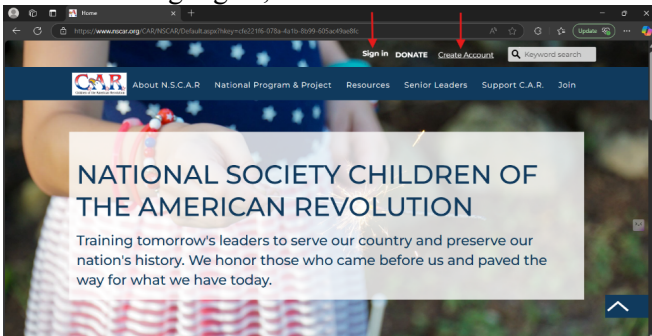 Home
Update
https://www.nscar.org/CAR/NSCAR/Default.aspx?hkey=cfe221f6-078a-4a1b-8b99-605ac49ae8fc
Sign in DONATE Create Account Keyword search
C.A.R.
About N.S.C.A.R National Program & Project Resources Senior Leaders Support C.A.R. Join
NATIONAL SOCIETY CHILDREN OF
THE AMERICAN REVOLUTION
Training tomorrow's leaders to serve our country and preserve our
nation's history. We honor those who came before us and paved the
way for what we have today.